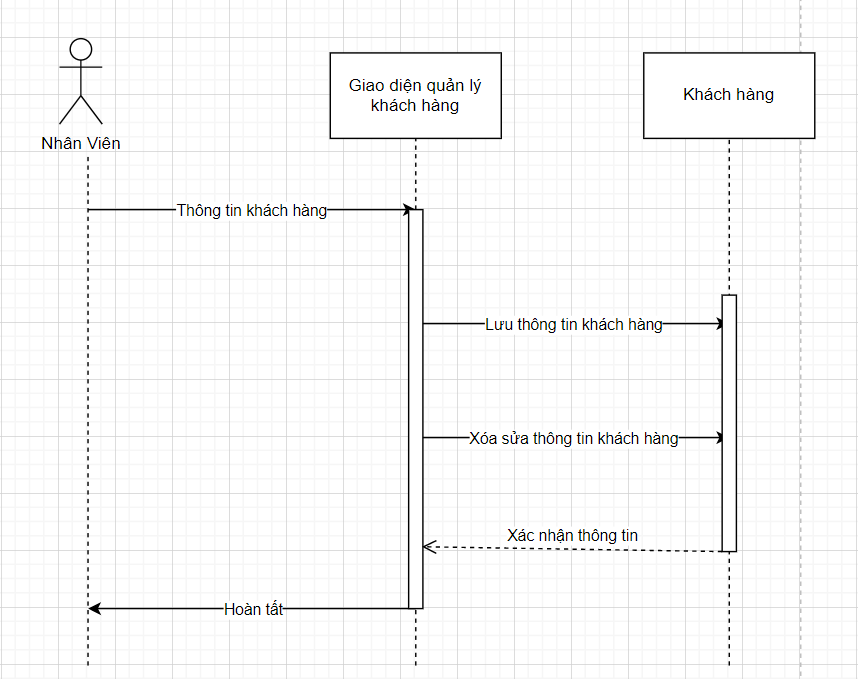 Nhân Viên
Giao diện quản lý
khách hàng
Khách hàng
Thông tin khách hàng
Lưu thông tin khách hàng
Xóa sửa thông tin khách hàng
Xác nhận thông tin
Hoàn tất